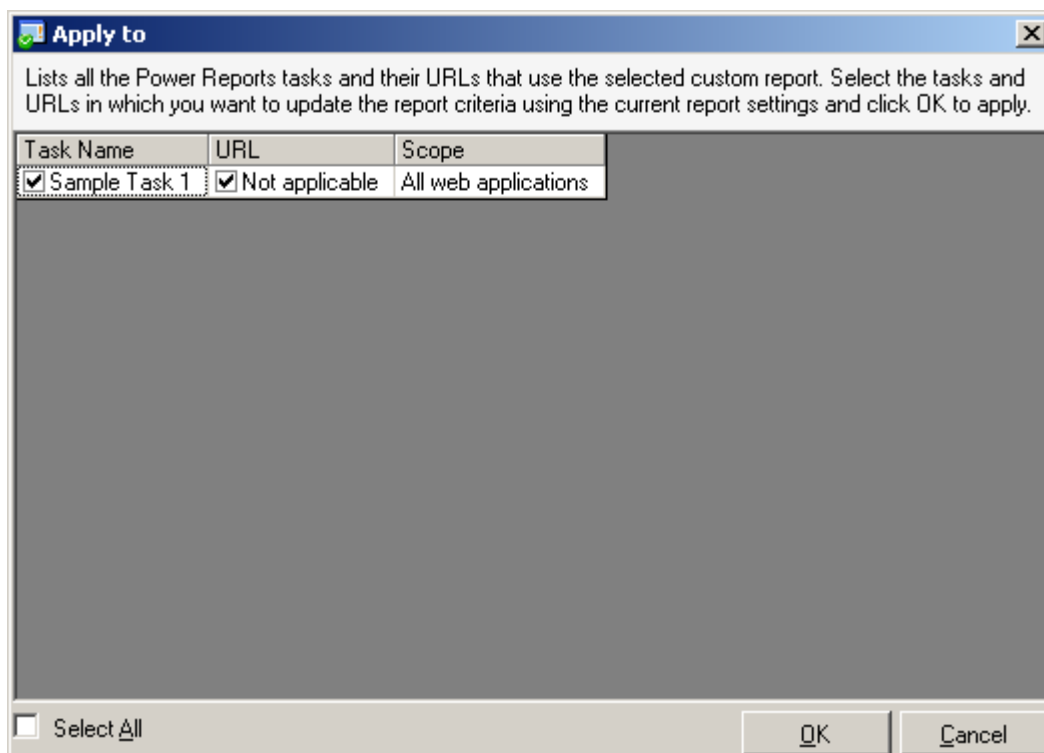 Apply to
Lists all the Power Reports tasks and their URLs that use the selected custom report. Select the tasks and
URLs in which you want to update the report criteria using the current report settings and click OK to apply.
Task Name URL Scope
Sample Task 1 Not applicable All web applications
Select All OK Cancel